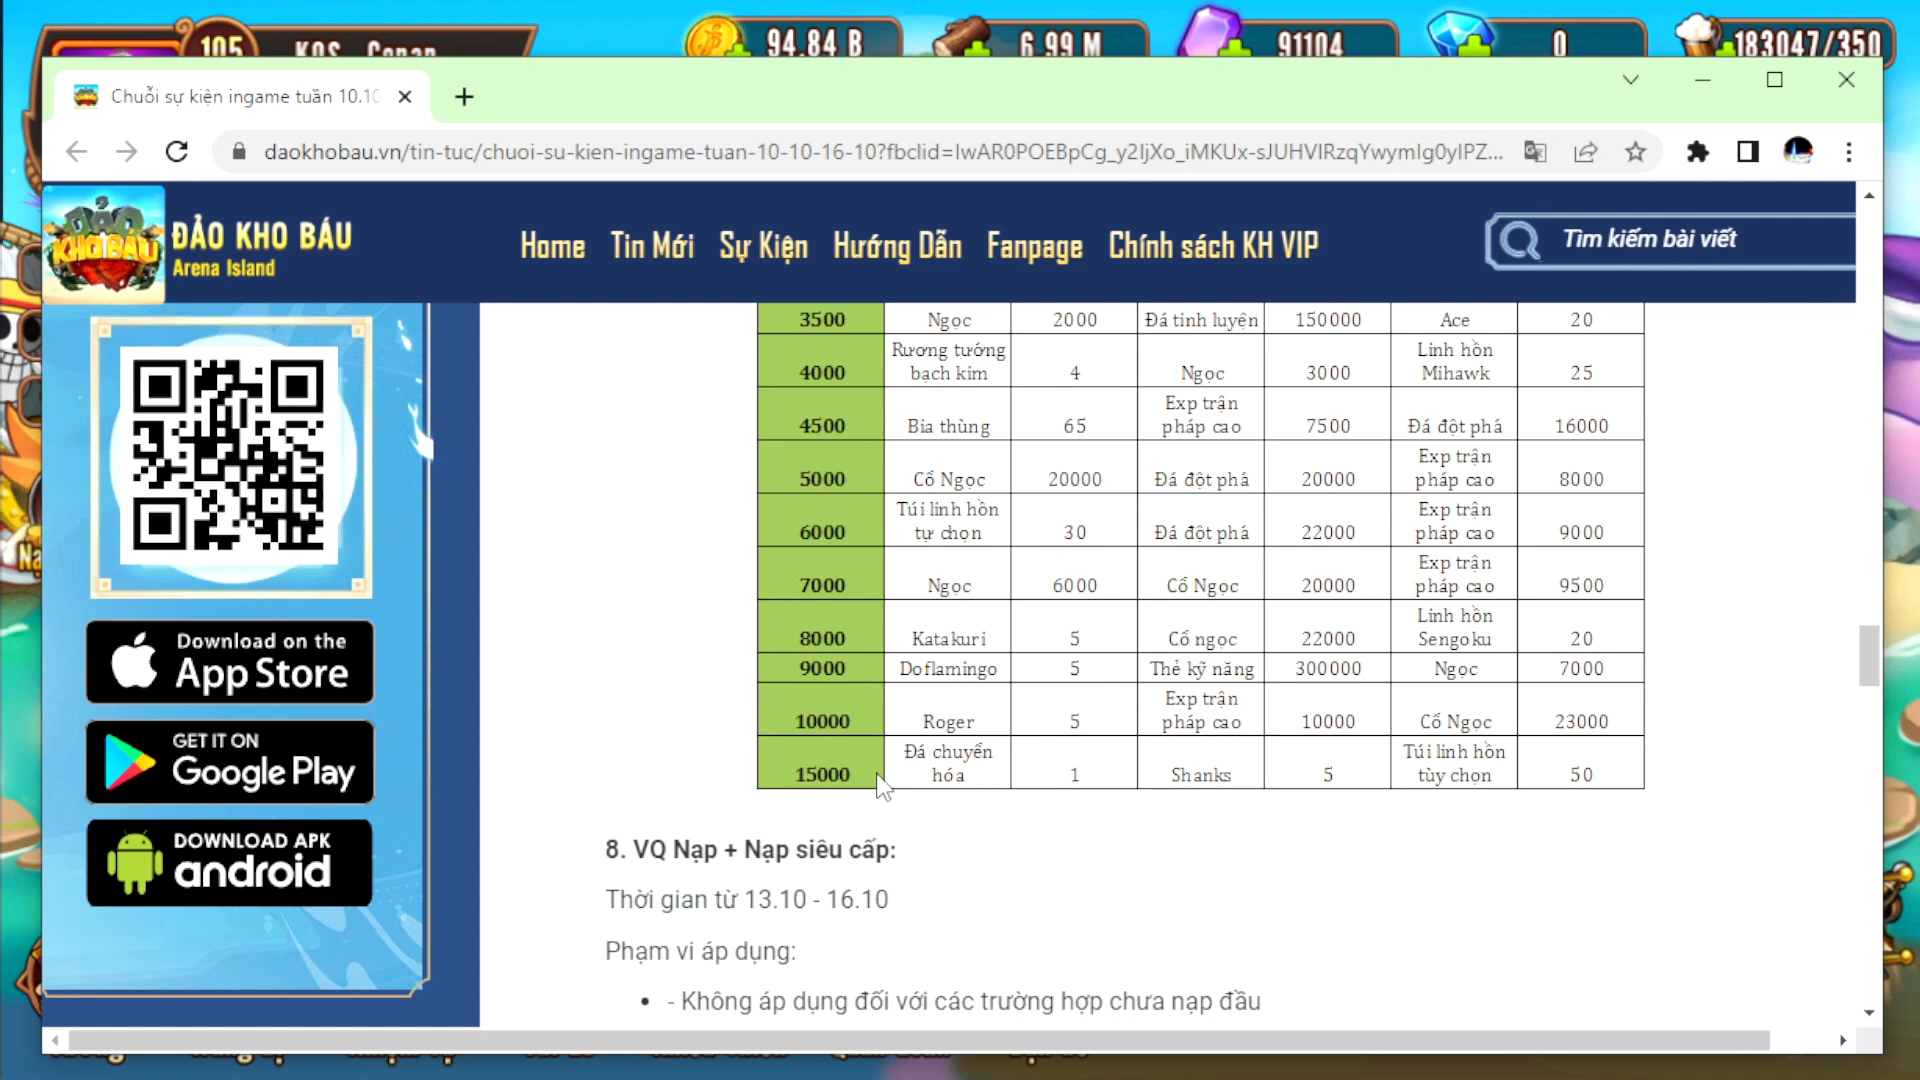 105
KOS_Conan
94.84 B
6.99 M
91104
0
183047/350
Chuỗi sự kiện ingame tuần 10.10
daokhobau.vn/tin-tuc/chuoi-su-kien-ingame-tuan-10-10-16-10?fbclid=IwAR0POEBpCg_y2IjXo_iMKUx-sJUHVIRzqYwymIg0yIPZ...
ĐẢO
KHO BÁU
ĐẢO KHO BÁU
Arena Island
Home Tin Mới Sự Kiện Hướng Dẫn Fanpage Chính sách KH VIP
Tìm kiếm bài viết
3500 Ngọc 2000 Đá tinh luyện 150000 Ace 20
4000 Rương tướng bạch kim 4 Ngọc 3000 Linh hồn Mihawk 25
4500 Bia thùng 65 Exp trận pháp cao 7500 Đá đột phá 16000
5000 Cổ Ngọc 20000 Đá đột phá 20000 Exp trận pháp cao 8000
6000 Túi linh hồn tự chọn 30 Đá đột phá 22000 Exp trận pháp cao 9000
7000 Ngọc 6000 Cổ Ngọc 20000 Exp trận pháp cao 9500
8000 Katakuri 5 Cổ ngọc 22000 Linh hồn Sengoku 20
9000 Doflamingo 5 Thẻ kỹ năng 300000 Ngọc 7000
10000 Roger 5 Exp trận pháp cao 10000 Cổ Ngọc 23000
15000 Đá chuyển hóa 1 Shanks 5 Túi linh hồn tùy chọn 50
Download on the
App Store
GET IT ON
Google Play
DOWNLOAD APK
android
8. VQ Nạp + Nạp siêu cấp:
Thời gian từ 13.10 - 16.10
Phạm vi áp dụng:
• - Không áp dụng đối với các trường hợp chưa nạp đầu